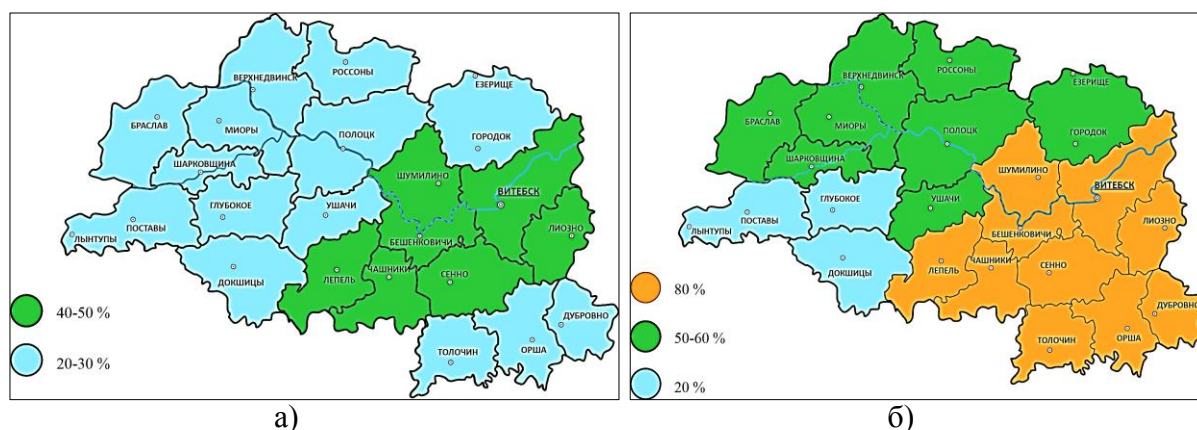 ВЕРХНЕДВИНСК
РОССОНЫ
ЕЗЕРИЩЕ
БРАСЛАВ
МИОРЫ
ПОЛОЦК
ГОРОДОК
ШАРКОВЩИНА
ШУМИЛИНО
ВИТЕБСК
ГЛУБОКОЕ
УШАЧИ
ПОСТАВЫ
ЛЫНТУПЫ
БЕШЕНКОВИЧИ
ЛИОЗНО
ДОКШИЦЫ
ЛЕПЕЛЬ
ЧАШНИКИ
СЕННО
ДУБРОВНО
ТОЛОЧИН
ОРША
40-50 %
20-30 %
а)
ВЕРХНЕДВИНСК
РОССОНЫ
ЕЗЕРИЩЕ
БРАСЛАВ
МИОРЫ
ПОЛОЦК
ГОРОДОК
ШАРКОВЩИНА
ШУМИЛИНО
ВИТЕБСК
ГЛУБОКОЕ
УШАЧИ
ПОСТАВЫ
ЛЫНТУПЫ
БЕШЕНКОВИЧИ
ЛИОЗНО
ДОКШИЦЫ
ЛЕПЕЛЬ
ЧАШНИКИ
СЕННО
ДУБРОВНО
ТОЛОЧИН
ОРША
80 %
50-60 %
20 %
б)